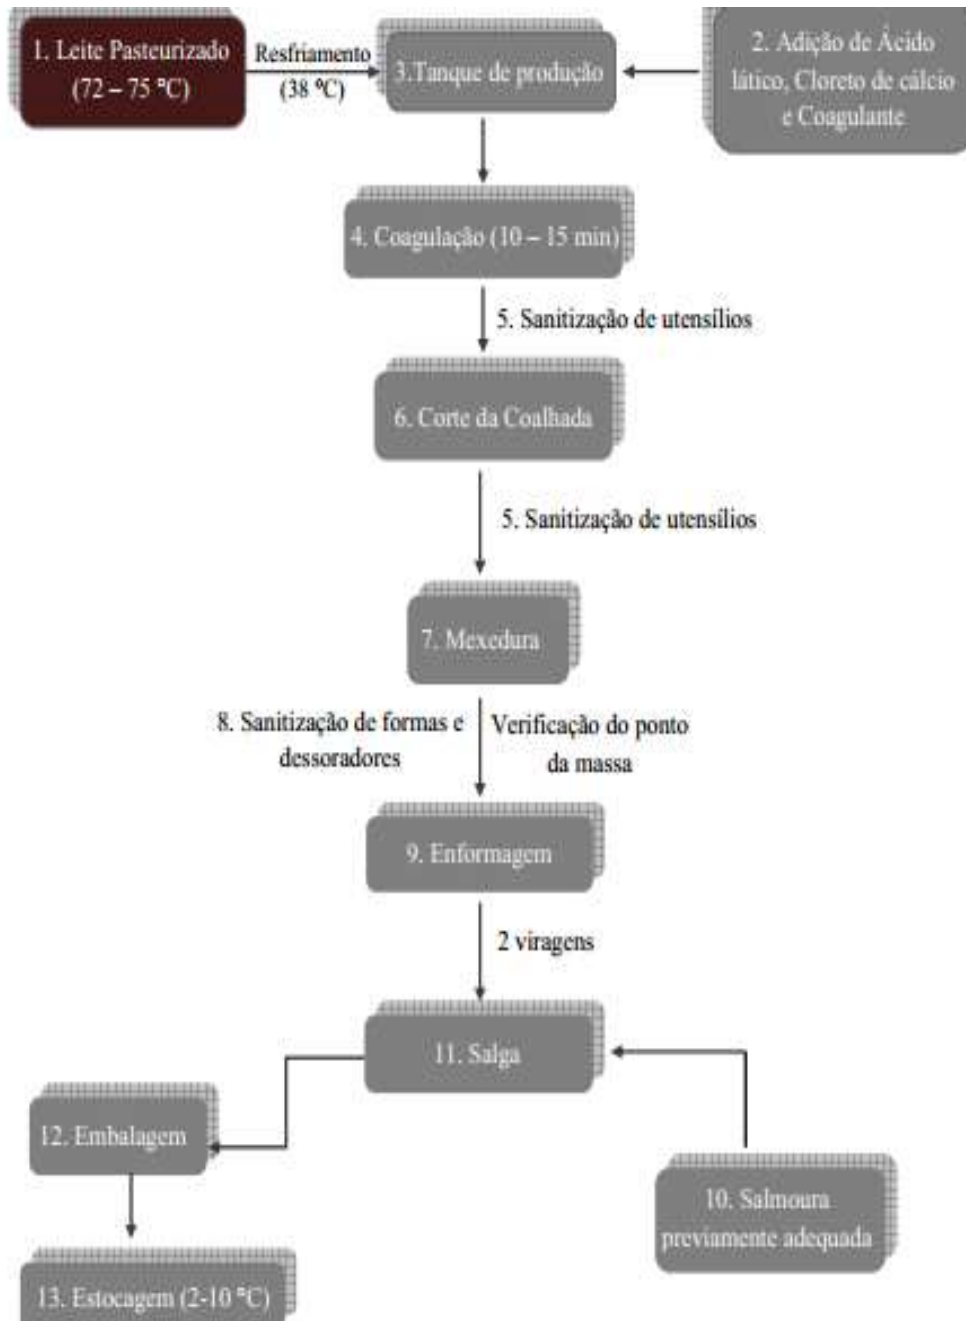 1. Leite Pasteurizado
(72 – 75 ºC)
Resfriamento
(38 ºC)
3.Tanque de produção
2. Adição de Ácido
lático, Cloreto de cálcio
e Coagulante
4. Coagulação (10 – 15 min)
5. Sanitização de utensílios
6. Corte da Coalhada
5. Sanitização de utensílios
7. Mexedura
8. Sanitização de formas e
dessoradores
Verificação do ponto
da massa
9. Enformagem
2 viragens
11. Salga
12. Embalagem
10. Salmoura
previamente adequada
13. Estocagem (2-10 ºC)